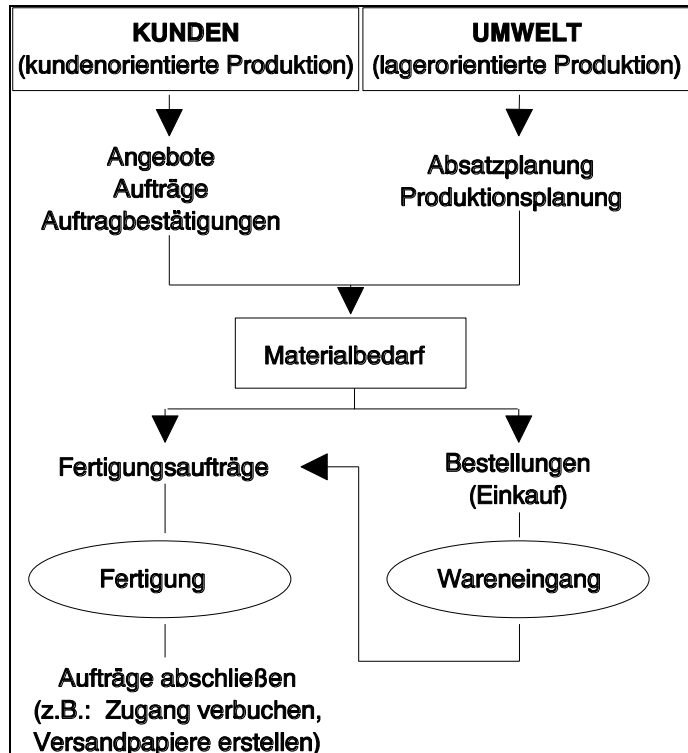 KUNDEN
(kundenorientierte Produktion)
UMWELT
(lagerorientierte Produktion)
Angebote
Aufträge
Auftragbestätigungen
Absatzplanung
Produktionsplanung
Materialbedarf
Fertigungsaufträge
Bestellungen
(Einkauf)
Fertigung
Wareneingang
Aufträge abschließen
(z.B.: Zugang verbuchen,
Versandpapiere erstellen)